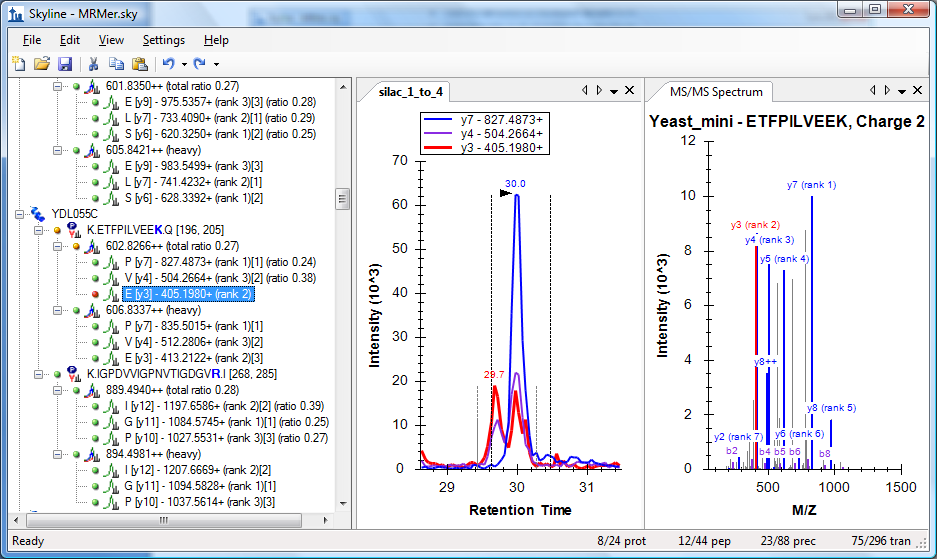 Skyline - MRMer.sky
File Edit View Settings Help
601.8350++ (total ratio 0.27)
E [y9] - 975.5357+ (rank 3)[3] (ratio 0.28)
L [y7] - 733.4090+ (rank 2)[1] (ratio 0.29)
S [y6] - 620.3250+ (rank 1)[2] (ratio 0.25)
605.8421++ (heavy)
E [y9] - 983.5499+ (rank 3)[3]
L [y7] - 741.4232+ (rank 2)[1]
S [y6] - 628.3392+ (rank 1)[2]
YDL055C
K.ETFPILVEEK.Q [196, 205]
602.8266++ (total ratio 0.27)
P [y7] - 827.4873+ (rank 1)[1] (ratio 0.24)
V [y4] - 504.2664+ (rank 3)[2] (ratio 0.38)
E [y3] - 405.1980+ (rank 2)
606.8337++ (heavy)
P [y7] - 835.5015+ (rank 1)[1]
V [y4] - 512.2806+ (rank 3)[2]
E [y3] - 413.2122+ (rank 2)[3]
K.IGPDVVIGPNVTIGDGVR.I [268, 285]
889.4940++ (total ratio 0.28)
I [y12] - 1197.6586+ (rank 2)[2] (ratio 0.39)
G [y11] - 1084.5745+ (rank 1)[1] (ratio 0.25)
P [y10] - 1027.5531+ (rank 3)[3] (ratio 0.27)
894.4981++ (heavy)
I [y12] - 1207.6669+ (rank 2)[2]
G [y11] - 1094.5828+ (rank 1)[1]
P [y10] - 1037.5614+ (rank 3)[3]
silac_1_to_4
y7 - 827.4873+
y4 - 504.2664+
y3 - 405.1980+
70
60
50
40
30
20
10
0
Intensity (10^3)
30.0
29.7
29 30 31
Retention Time
MS/MS Spectrum
Yeast_mini - ETFPILVEEK, Charge 2
12
10
8
6
4
2
0
Intensity (10^3)
y7 (rank 1)
y3 (rank 2)
y4 (rank 3)
y5 (rank 4)
y8++
y8 (rank 5)
y2 (rank 7) y6 (rank 6)
b2 b4 b5 b6 b8
500 1000 1500
M/Z
Ready 8/24 prot 12/44 pep 23/88 prec 75/296 tran